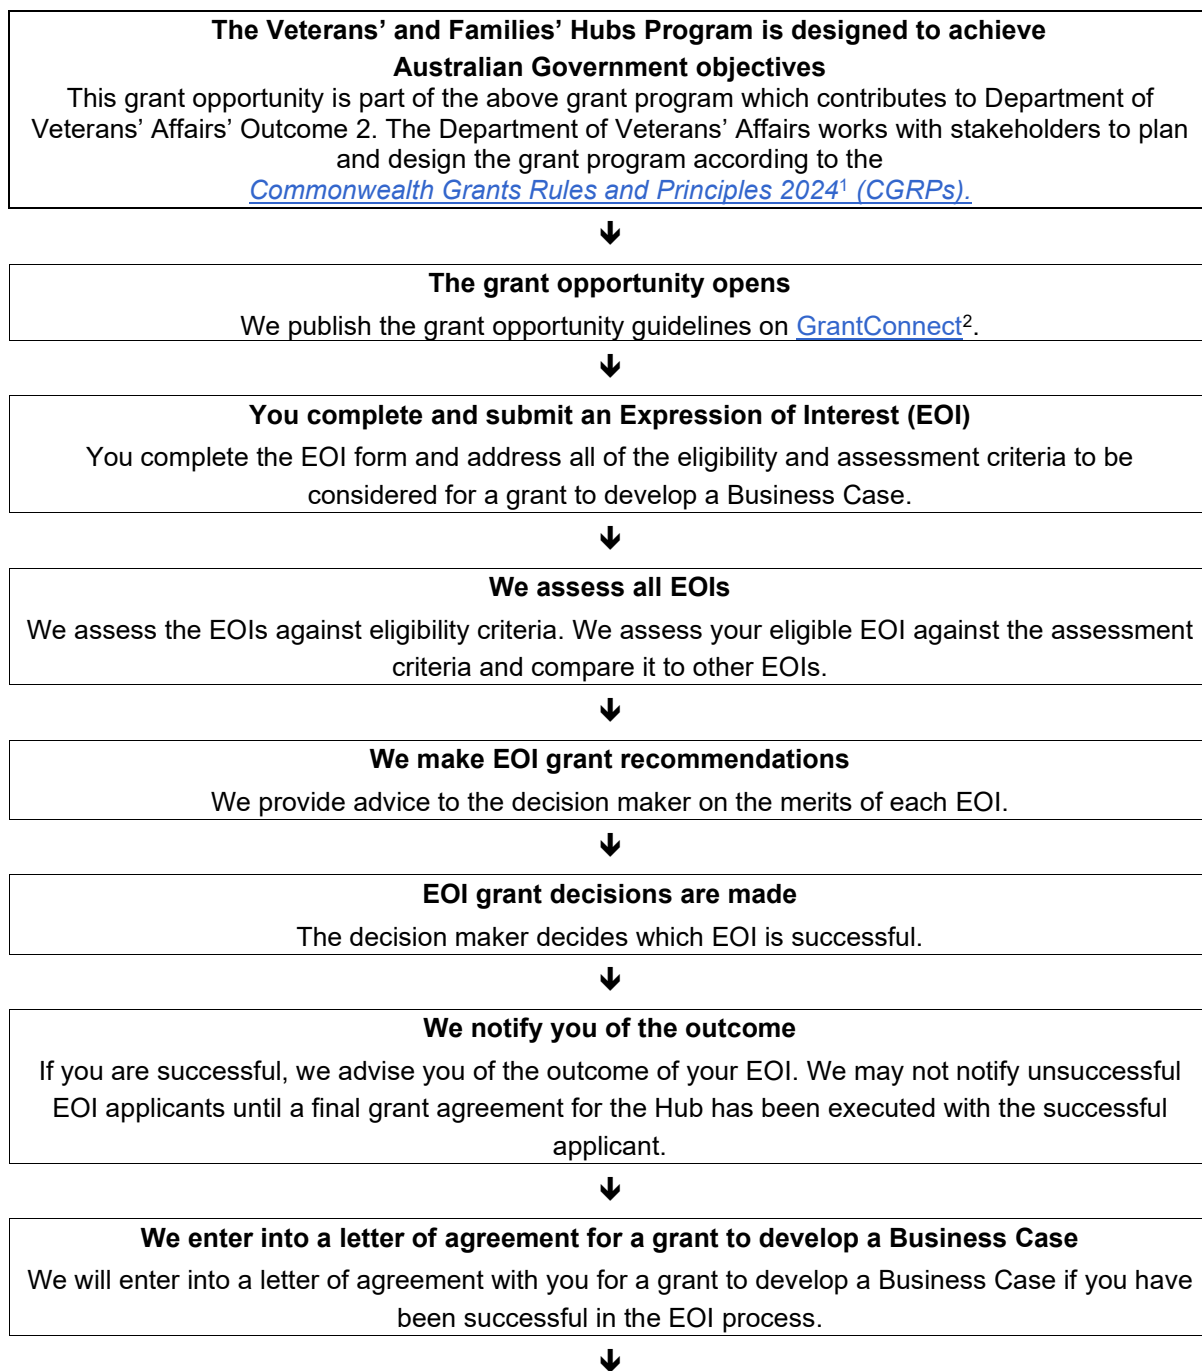 The Veterans’ and Families’ Hubs Program is designed to achieve
Australian Government objectives
This grant opportunity is part of the above grant program which contributes to Department of
Veterans’ Affairs’ Outcome 2. The Department of Veterans’ Affairs works with stakeholders to plan
and design the grant program according to the
Commonwealth Grants Rules and Principles 2024¹ (CGRPs).
The grant opportunity opens
We publish the grant opportunity guidelines on GrantConnect².
You complete and submit an Expression of Interest (EOI)
You complete the EOI form and address all of the eligibility and assessment criteria to be
considered for a grant to develop a Business Case.
We assess all EOIs
We assess the EOIs against eligibility criteria. We assess your eligible EOI against the assessment
criteria and compare it to other EOIs.
We make EOI grant recommendations
We provide advice to the decision maker on the merits of each EOI.
EOI grant decisions are made
The decision maker decides which EOI is successful.
We notify you of the outcome
If you are successful, we advise you of the outcome of your EOI. We may not notify unsuccessful
EOI applicants until a final grant agreement for the Hub has been executed with the successful
applicant.
We enter into a letter of agreement for a grant to develop a Business Case
We will enter into a letter of agreement with you for a grant to develop a Business Case if you have
been successful in the EOI process.